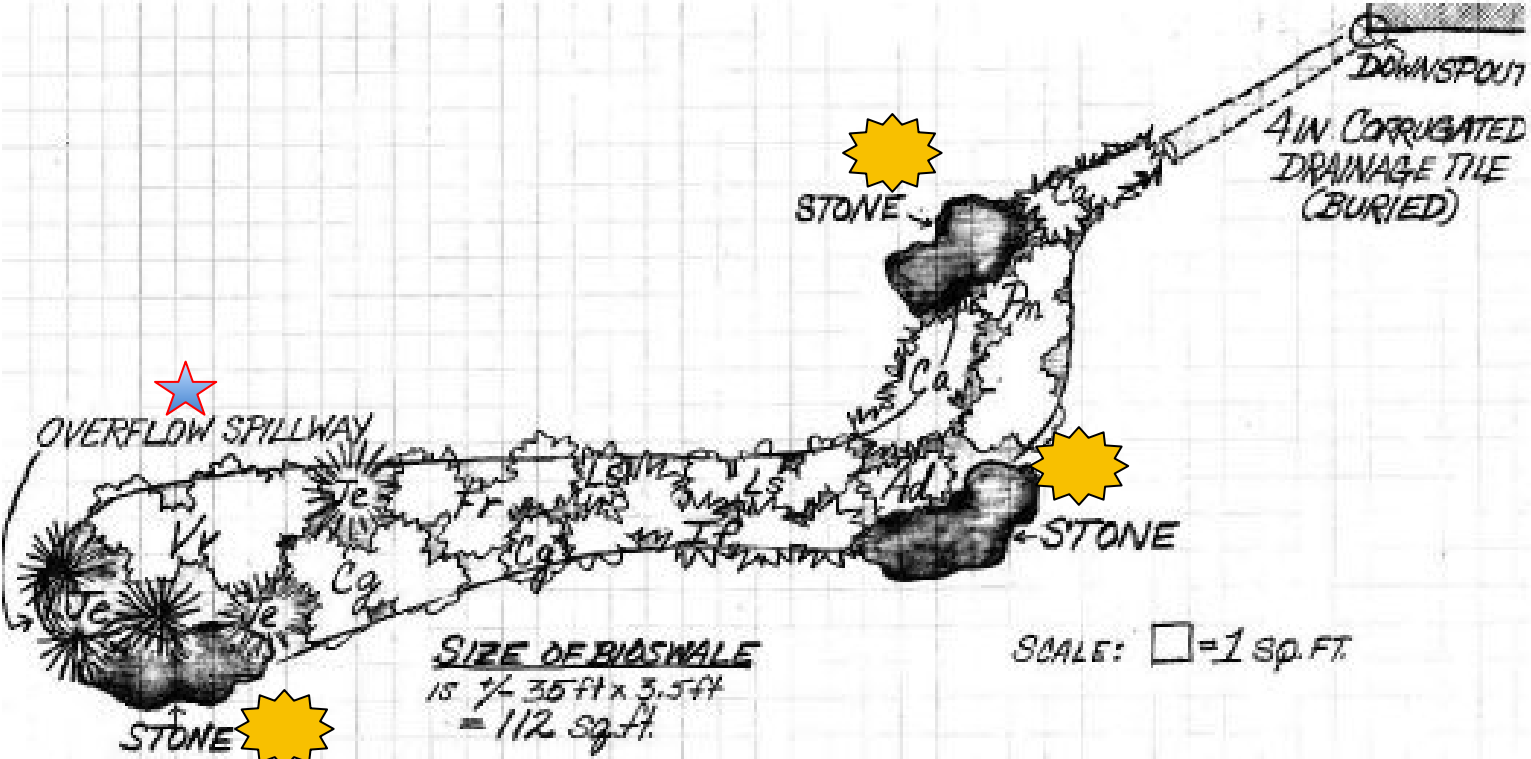 DOWNSPOUT
4 IN CORRUGATED
DRAINAGE TILE
(BURIED)
Ca
STONE
Pm
Ca
OVERFLOW SPILLWAY
Je
Fr
Ls
Ls
Ad
Vv
Cg
If
STONE
Cg
Je
Je
SIZE OF BIOSWALE
is +/- 35 ft x 3.5 ft
= 112 sq. ft.
SCALE: □ = 1 SQ. FT.
STONE